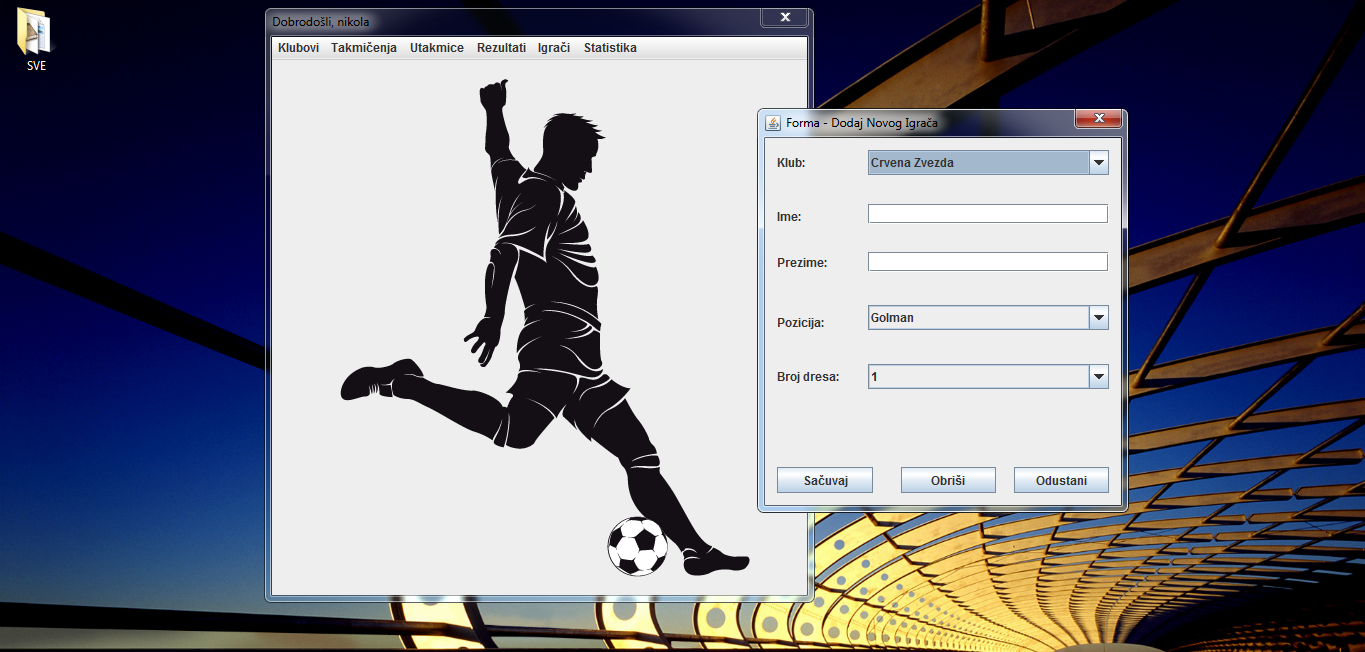 SVE
Dobrodošli, nikola
Klubovi Takmičenja Utakmice Rezultati Igrači Statistika
Forma - Dodaj Novog Igrača
Klub: Crvena Zvezda
Ime:
Prezime:
Pozicija: Golman
Broj dresa: 1
Sačuvaj Obriši Odustani